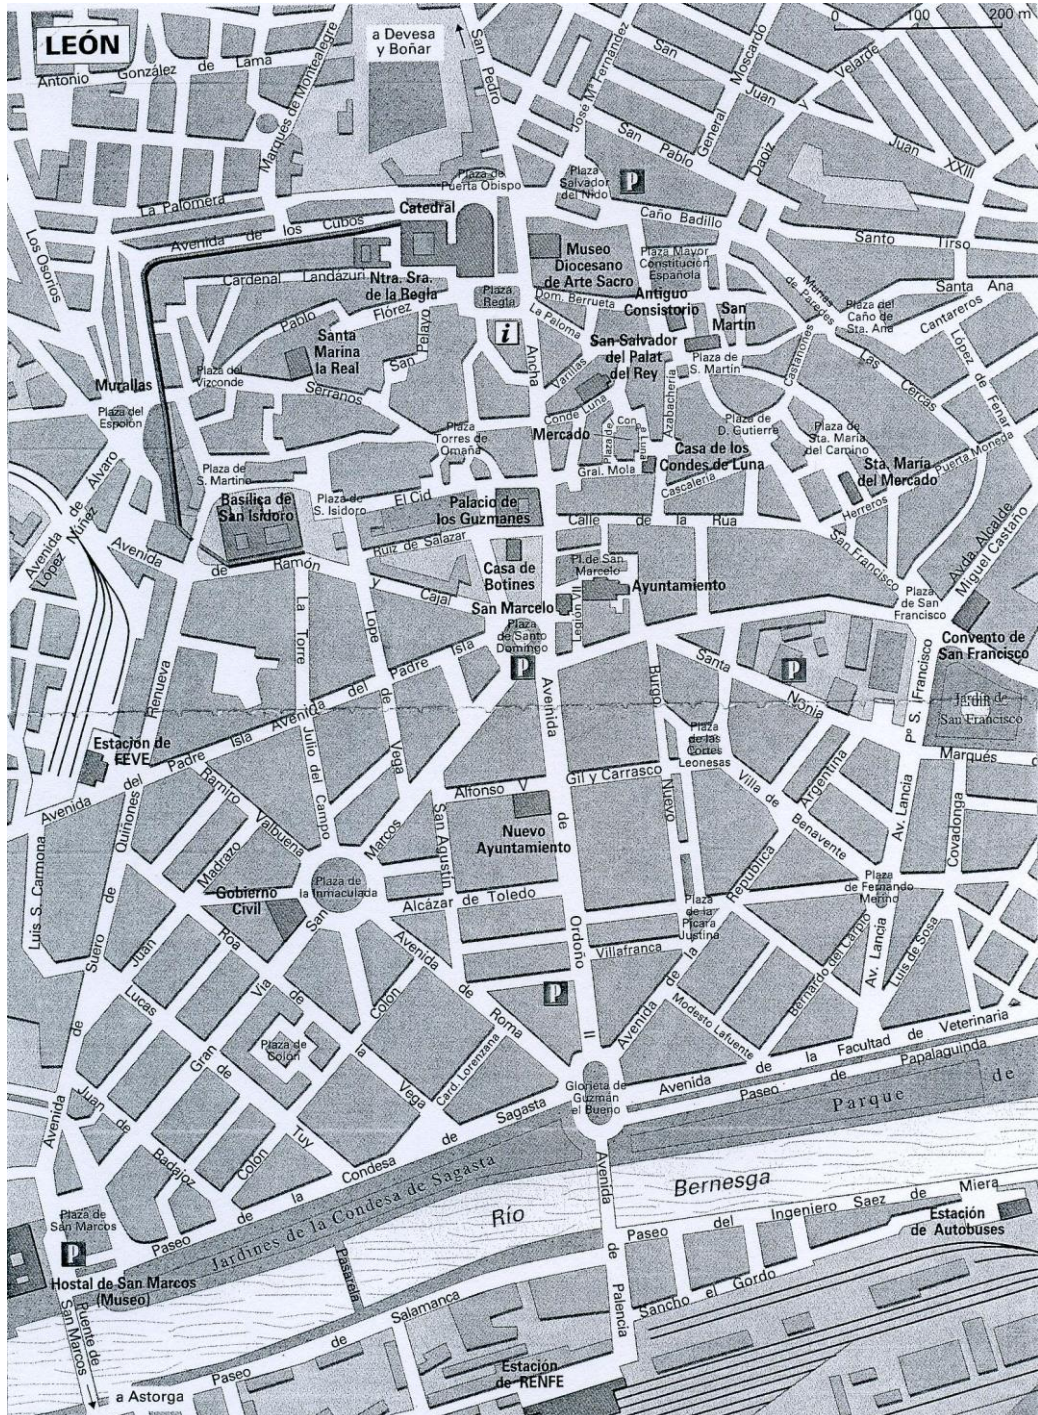 LEÓN
a Devesa
y Boñar
0 100 200 m
Antonio González de Lama
Marqués de Montealegre
San Pedro
José Mª Fernández
San Juan
Moscardó
General
y Velarde
Daoiz
San Pablo
Juan XXIII
Plaza de
Puerta Obispo
Plaza
Salvador
del Nido
P
La Palomera
Los Osorios
Avenida de los Cubos
Catedral
Caño Badillo
Santo Tirso
Museo
Diocesano
de Arte Sacro
Plaza Mayor
Constitución
Española
Cardenal Landázuri
Ntra. Sra.
de la Regla
Plaza
Regla
Dom. Berrueta
Antiguo
Consistorio
San
Martín
Murias
de Paredes
Plaza del
Caño de
Sta. Ana
Santa Ana
Cantareros
Pablo Flórez
Santa
Marina
la Real
San Pelayo
i
Ancha
La Paloma
San Salvador
del Palat
del Rey
Plaza de
S. Martín
Castañones
Las Cercas
López de Fenar
Murallas
Plaza del
Vizconde
Serranos
Varillas
Azabachería
Plaza del
Espolón
Conde Luna
Mercado
Plaza de
Con-
de Luna
Plaza de
D. Gutierre
Plaza de
Sta. María
del Camino
Plaza
Torres de
Omaña
Gral. Mola
Casa de los
Condes de Luna
Cascalería
Puerta Moneda
Sta. María
del Mercado
Herreros
Plaza de
S. Martino
Basílica de
San Isidoro
Plaza de
S. Isidoro
El Cid
Palacio de
los Guzmanes
Calle de la Rua
San Francisco
Avda. Alcalde
Miguel Castaño
Avenida de
Álvaro
López Núñez
Avenida de Ramón y Cajal
Ruiz de Salazar
Casa de
Botines
Pl. de San
Marcelo
Ayuntamiento
San Marcelo
Legión VII
Plaza
de San
Francisco
Convento de
San Francisco
Plaza
de Santo
Domingo
P
La Torre
Lope de Vega
Renueva
Avenida del Padre Isla
Burgo Nuevo
Santa Nonia
P
Pº S. Francisco
Jardín de
San Francisco
Marqués d
Estación de
FEVE
Julio del Campo
Plaza
de las
Cortes
Leonesas
Villa de Benavente
Argentina
Av. Lancia
Covadonga
Avenida del Padre Isla
Ramiro Valbuena
Alfonso V
Gil y Carrasco
Nuevo
Ayuntamiento
San Agustín
Madrazo
Juan
Luis S. Carmona
Avenida de Suero de Quiñones
Gobierno
Civil
Plaza de
la Inmaculada
San Marcos
Alcázar de Toledo
Avenida de Ordoño II
Plaza
de la
Pícara
Justina
República
Plaza
de Fernando
Merino
Villafranca
Bernardo del Carpio
Av. Lancia
Luis de Sosa
Roa de la Vega
Gran Vía de
Colón
Avenida de Roma
P
Lucas de Tuy
Plaza de
Colón
Card. Lorenzana
Avenida de la
Modesto Lafuente
Avenida de la Facultad de Veterinaria
Paseo de Papalaguinda
Glorieta de
Guzmán
el Bueno
Parque de
Juan de Badajoz
Colón
Paseo de la Condesa de Sagasta
Jardines de la Condesa de Sagasta
Río Bernesga
Plaza de
San Marcos
P
Hostal de San Marcos
(Museo)
Puente de
San Marcos
Pasarela
Avenida de Palencia
Paseo del Ingeniero Saez de Miera
Estación
de Autobuses
Sancho el Gordo
Paseo de Salamanca
Estación
de RENFE
a Astorga